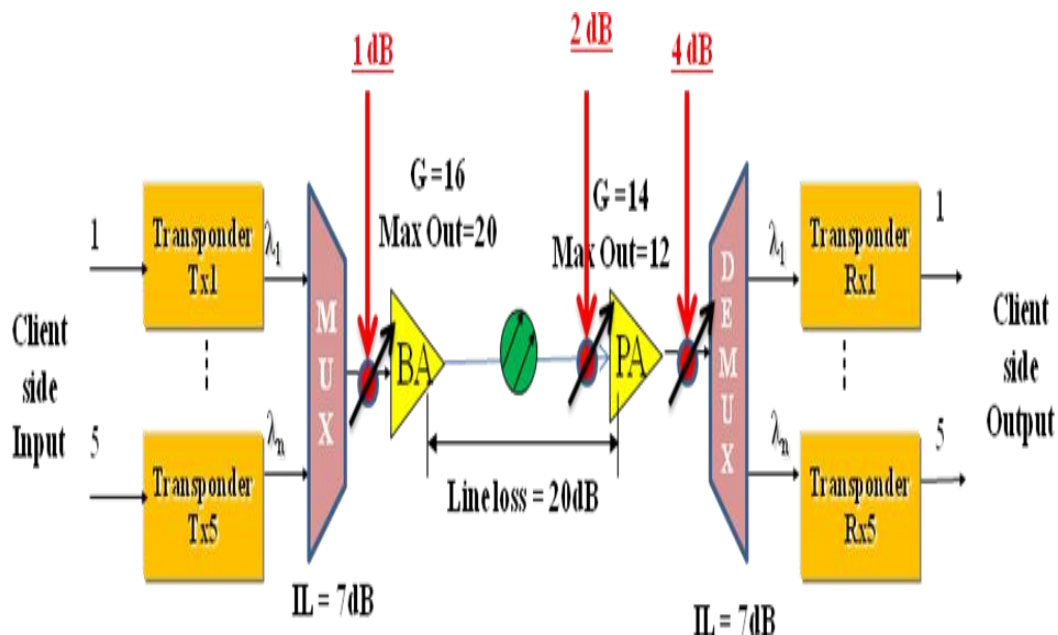 1 dB
2 dB
4 dB
G =16
Max Out=20
G =14
Max Out=12
1
Transponder
Tx1
λ1
MUX
DEMUX
λ1
Transponder
Rx1
1
Client
side
Input
BA
PA
Client
side
Output
5
Transponder
Tx5
λn
Line loss = 20dB
λn
Transponder
Rx5
5
IL = 7dB
IL = 7dB